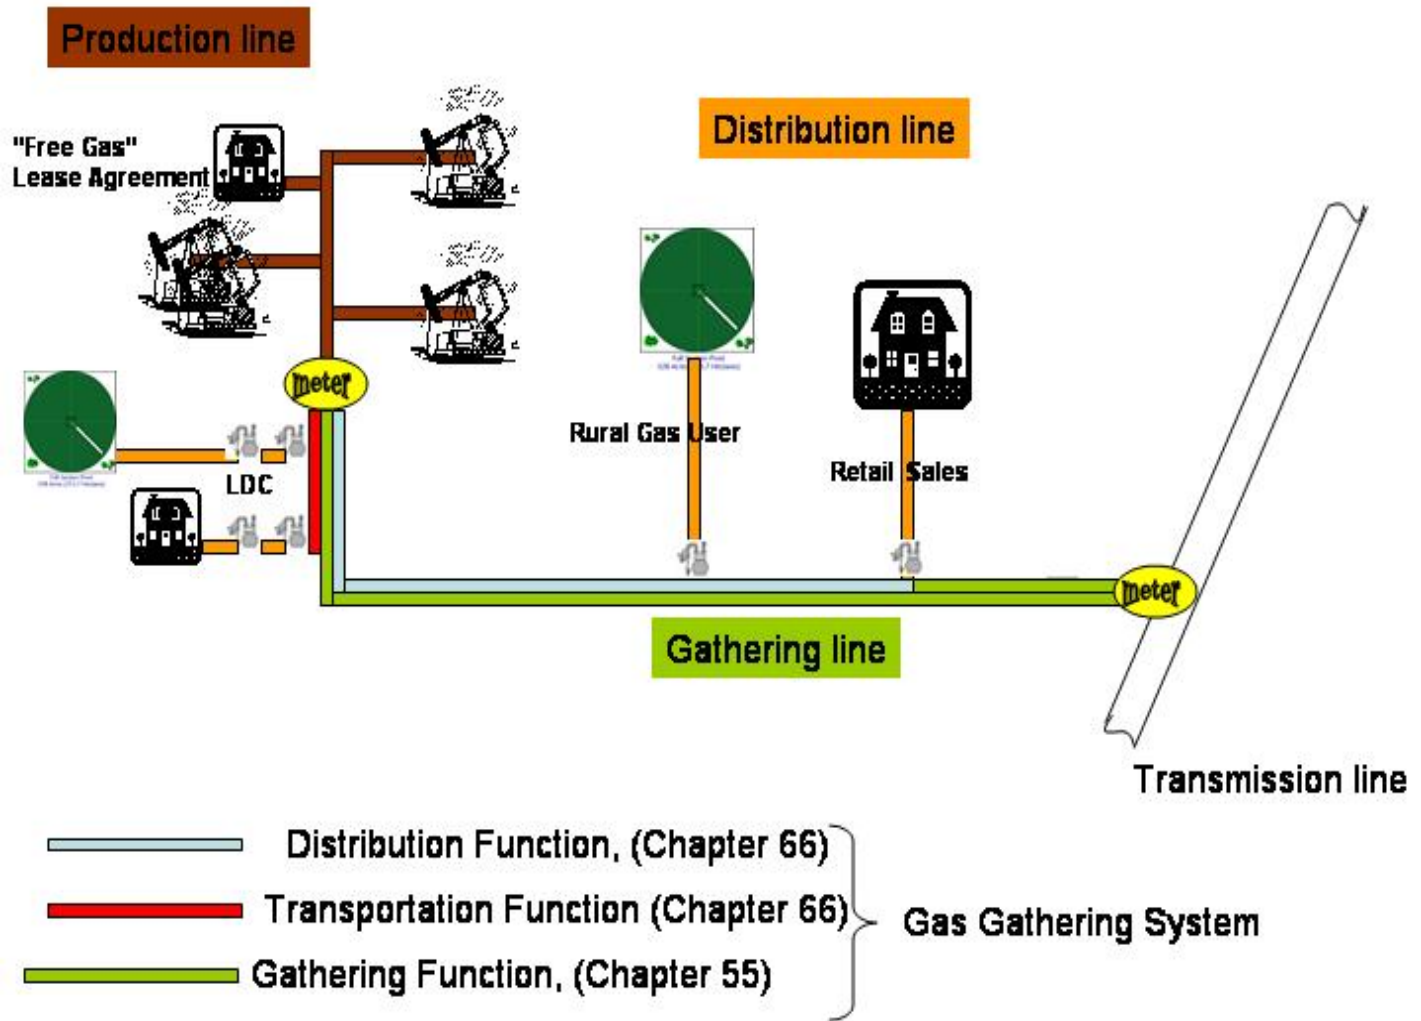 Production line
"Free Gas"
Lease Agreement
Distribution line
meter
Rural Gas User
Retail Sales
LDC
meter
Gathering line
Transmission line
Distribution Function, (Chapter 66)
Transportation Function (Chapter 66)
Gathering Function, (Chapter 55)
Gas Gathering System